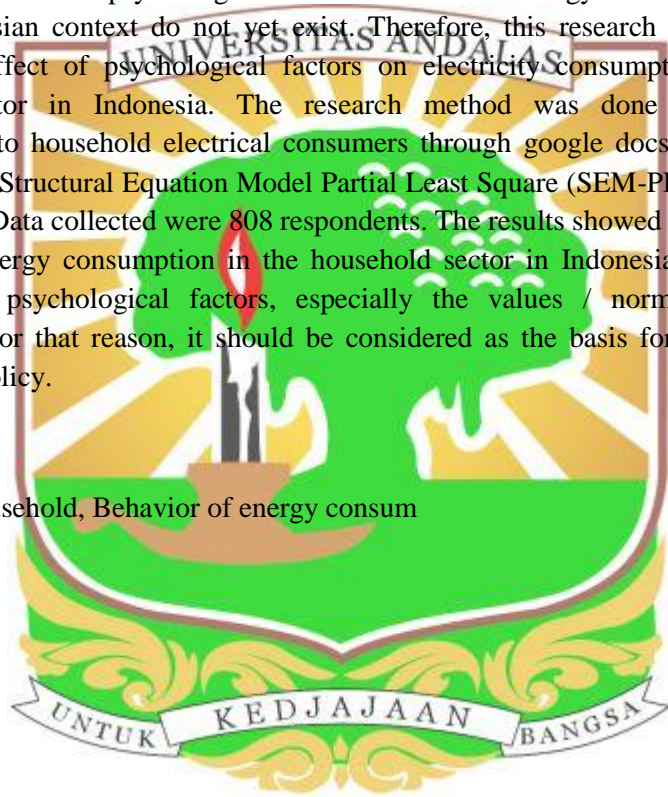 UNIVERSITAS ANDALAS
sian context do not yet exist. Therefore, this research
ffect of psychological factors on electricity consumpt
tor in Indonesia. The research method was done
to household electrical consumers through google docs
Structural Equation Model Partial Least Square (SEM-Pl
Data collected were 808 respondents. The results showed
ergy consumption in the household sector in Indonesia
psychological factors, especially the values / norm
or that reason, it should be considered as the basis for
olicy.
sehold, Behavior of energy consum
UNTUK KEDJAJAAN BANGSA